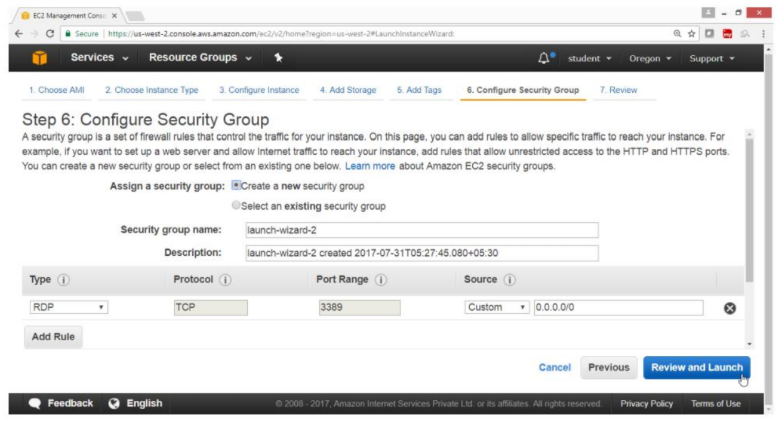 EC2 Management Consol
Secure | https://us-west-2.console.aws.amazon.com/ec2/v2/home?region=us-west-2#LaunchInstanceWizard:
Services Resource Groups student Oregon Support
1. Choose AMI 2. Choose Instance Type 3. Configure Instance 4. Add Storage 5. Add Tags 6. Configure Security Group 7. Review
Step 6: Configure Security Group
A security group is a set of firewall rules that control the traffic for your instance. On this page, you can add rules to allow specific traffic to reach your instance. For
example, if you want to set up a web server and allow Internet traffic to reach your instance, add rules that allow unrestricted access to the HTTP and HTTPS ports.
You can create a new security group or select from an existing one below. Learn more about Amazon EC2 security groups.
Assign a security group: Create a new security group
Select an existing security group
Security group name: launch-wizard-2
Description: launch-wizard-2 created 2017-07-31T05:27:45.080+05:30
Type Protocol Port Range Source
RDP TCP 3389 Custom 0.0.0.0/0
Add Rule
Cancel Previous Review and Launch
Feedback English © 2008 - 2017, Amazon Internet Services Private Ltd. or its affiliates. All rights reserved. Privacy Policy Terms of Use